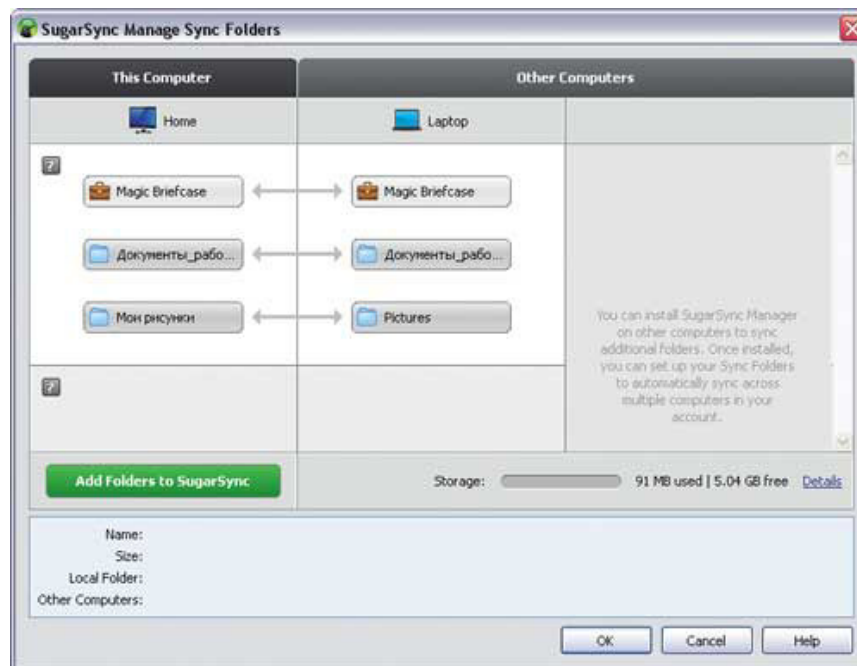 SugarSync Manage Sync Folders
This Computer
Other Computers
Home
Laptop
?
Magic Briefcase
Magic Briefcase
Документы_рабо...
Документы_рабо...
Мои рисунки
Pictures
You can install SugarSync Manager
on other computers to sync
additional folders. Once installed,
you can set up your Sync Folders
to automatically sync across
multiple computers in your
account.
?
Add Folders to SugarSync
Storage:
91 MB used | 5.04 GB free
Details
Name:
Size:
Local Folder:
Other Computers:
OK
Cancel
Help